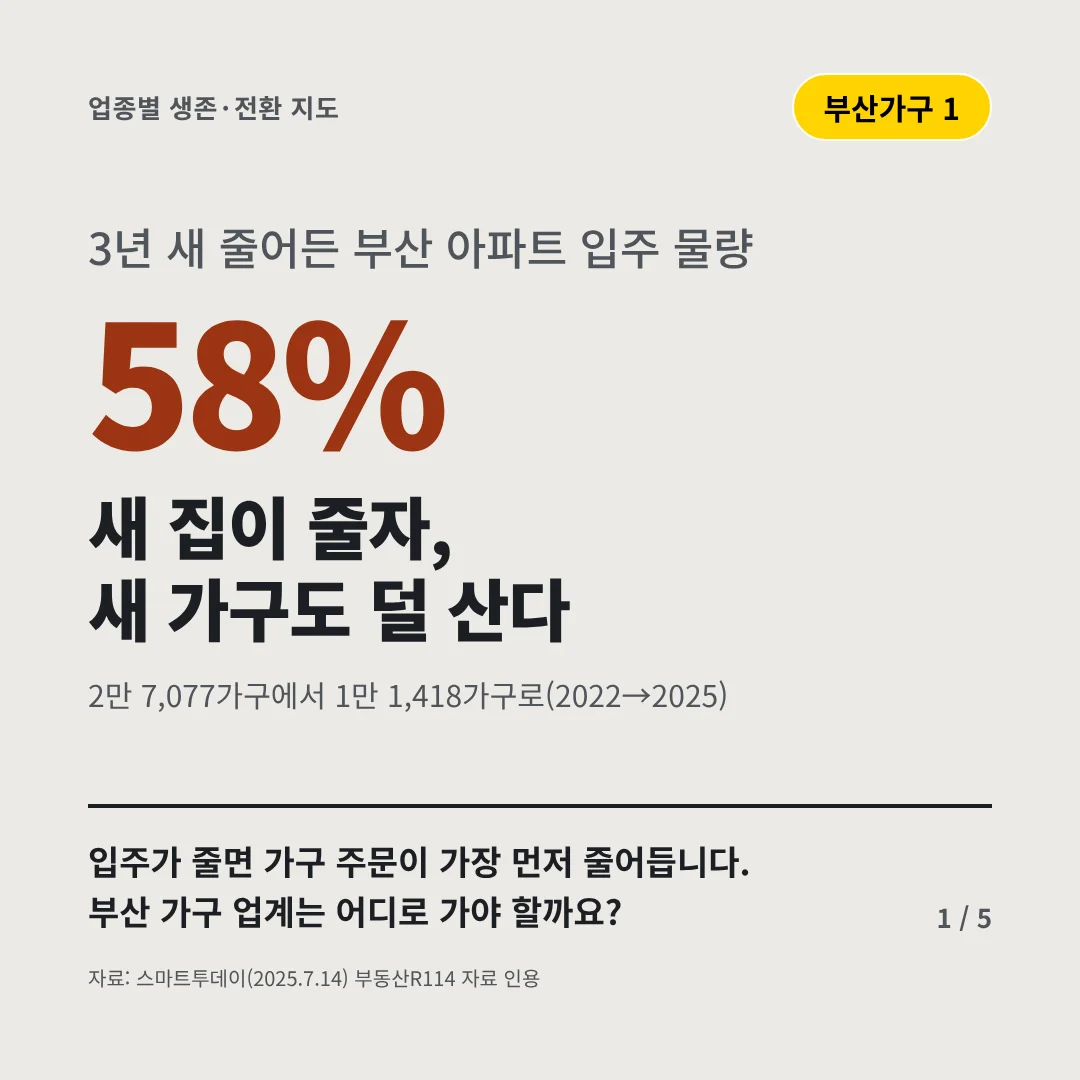 업종별 생존·전환 지도
부산가구 1
3년 새 줄어든 부산 아파트 입주 물량
58%
새 집이 줄자,
새 가구도 덜 산다
2만 7,077가구에서 1만 1,418가구로(2022→2025)
입주가 줄면 가구 주문이 가장 먼저 줄어듭니다.
부산 가구 업계는 어디로 가야 할까요?
1 / 5
자료: 스마트투데이(2025.7.14) 부동산R114 자료 인용